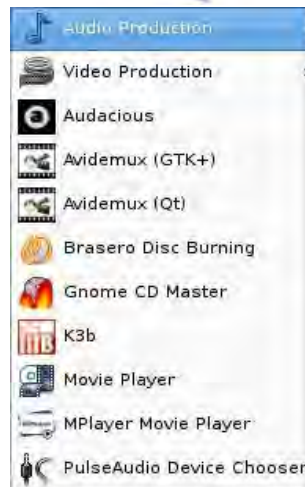 Audio Production
Video Production
Audacious
Avidemux (GTK+)
Avidemux (Qt)
Brasero Disc Burning
Gnome CD Master
K3b
Movie Player
MPlayer Movie Player
PulseAudio Device Chooser